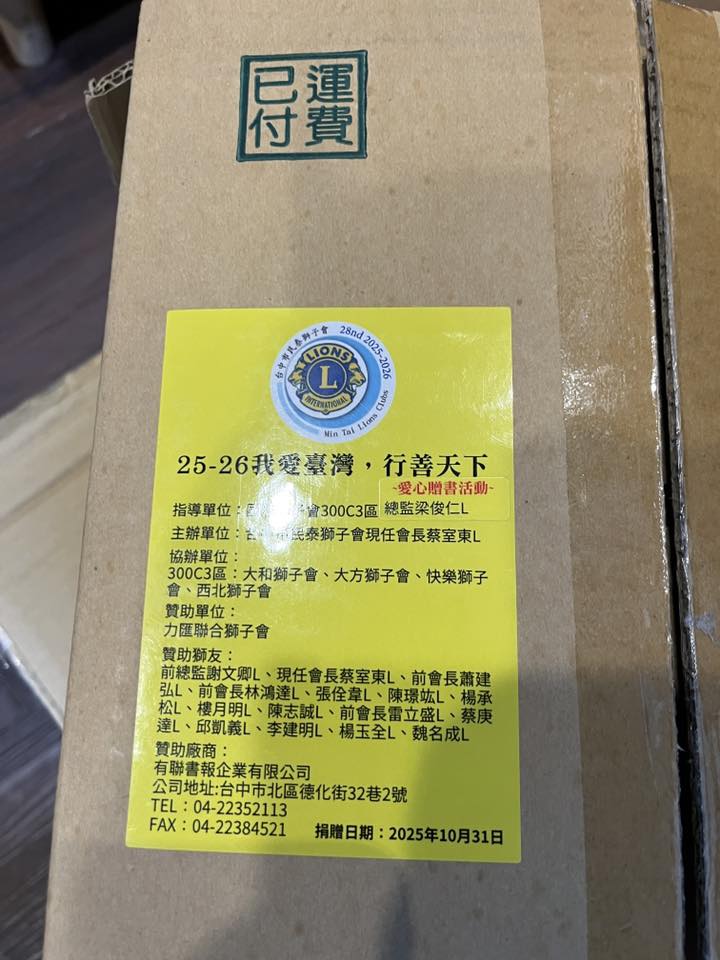 已運
付費
台中市民泰獅子會 28nd 2025-2026
LIONS
L
INTERNATIONAL
Min Tai Lions Clubs
25-26我愛臺灣，行善天下
~愛心贈書活動~
指導單位：子會300C3區 總監梁俊仁L
主辦單位：民泰獅子會現任會長蔡室東L
協辦單位：
300C3區：大和獅子會、大方獅子會、快樂獅子
會、西北獅子會
贊助單位：
力匯聯合獅子會
贊助獅友：
前總監謝文卿L、現任會長蔡室東L、前會長蕭建
弘L、前會長林鴻達L、張佺韋L、陳璟竑L、楊承
松L、樓月明L、陳志誠L、前會長雷立盛L、蔡庚
達L、邱凱義L、李建明L、楊玉全L、魏名成L
贊助廠商：
有聯書報企業有限公司
公司地址:台中市北區德化街32巷2號
TEL：04-22352113
FAX：04-22384521 捐贈日期：2025年10月31日